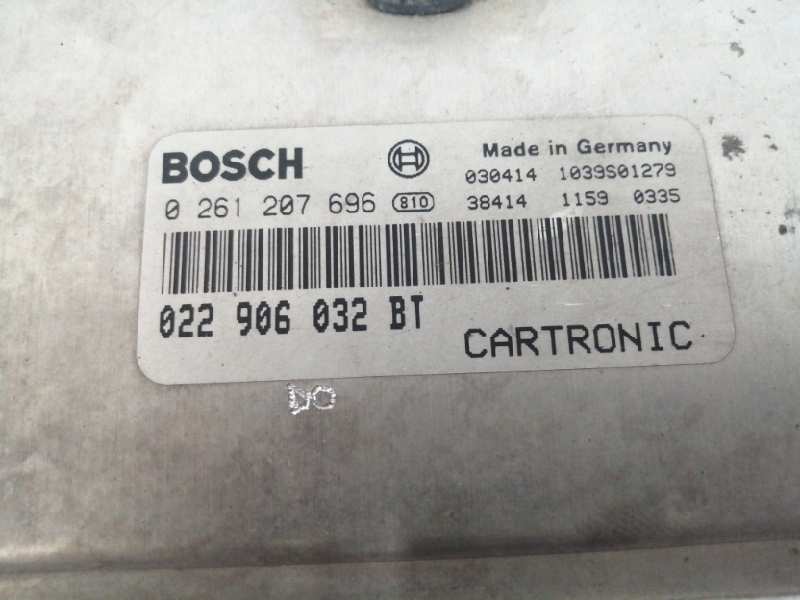 BOSCH
Made in Germany
030414 1039S01279
0 261 207 696 810 38414 1159 0335
022 906 032 BT
CARTRONIC